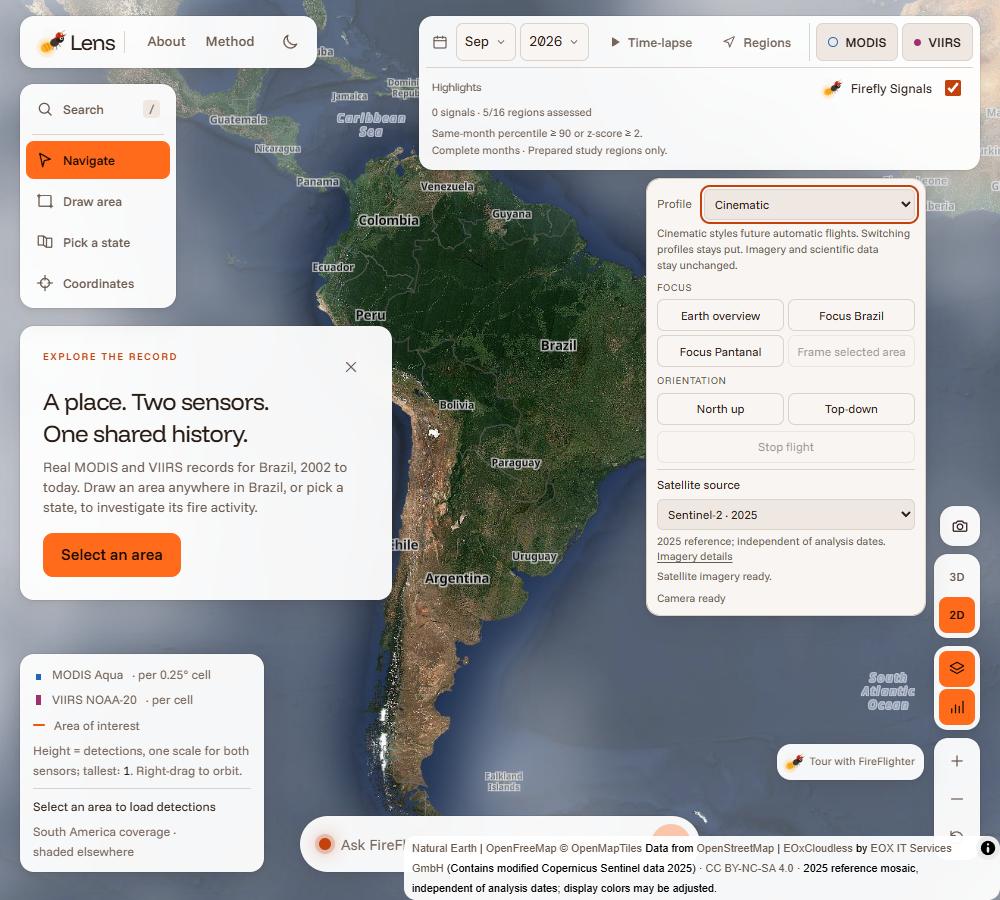 Lens
About
Method
Sep
2026
Time-lapse
Regions
MODIS
VIIRS
Highlights
Firefly Signals
0 signals · 5/16 regions assessed
Same-month percentile ≥ 90 or z-score ≥ 2.
Complete months · Prepared study regions only.
Search
/
Navigate
Draw area
Pick a state
Coordinates
Jamaica
Caribbean
Sea
Guatemala
Nicaragua
Panama
Venezuela
Guyana
Colombia
Ecuador
Peru
Brazil
Bolivia
Paraguay
Uruguay
Argentina
South
Atlantic
Ocean
Falkland
Islands
Profile
Cinematic
Cinematic styles future automatic flights. Switching
profiles stays put. Imagery and scientific data
stay unchanged.
FOCUS
Earth overview
Focus Brazil
Focus Pantanal
Frame selected area
ORIENTATION
North up
Top-down
Stop flight
Satellite source
Sentinel-2 · 2025
2025 reference; independent of analysis dates.
Imagery details
Satellite imagery ready.
Camera ready
EXPLORE THE RECORD
A place. Two sensors.
One shared history.
Real MODIS and VIIRS records for Brazil, 2002 to
today. Draw an area anywhere in Brazil, or pick a
state, to investigate its fire activity.
Select an area
3D
2D
MODIS Aqua · per 0.25° cell
VIIRS NOAA-20 · per cell
Area of interest
Height = detections, one scale for both
sensors; tallest: 1. Right-drag to orbit.
Select an area to load detections
South America coverage ·
shaded elsewhere
Tour with FireFlighter
Ask FireFl
Natural Earth | OpenFreeMap © OpenMapTiles Data from OpenStreetMap | EOxCloudless by EOX IT Services
GmbH (Contains modified Copernicus Sentinel data 2025) · CC BY-NC-SA 4.0 · 2025 reference mosaic,
independent of analysis dates; display colors may be adjusted.